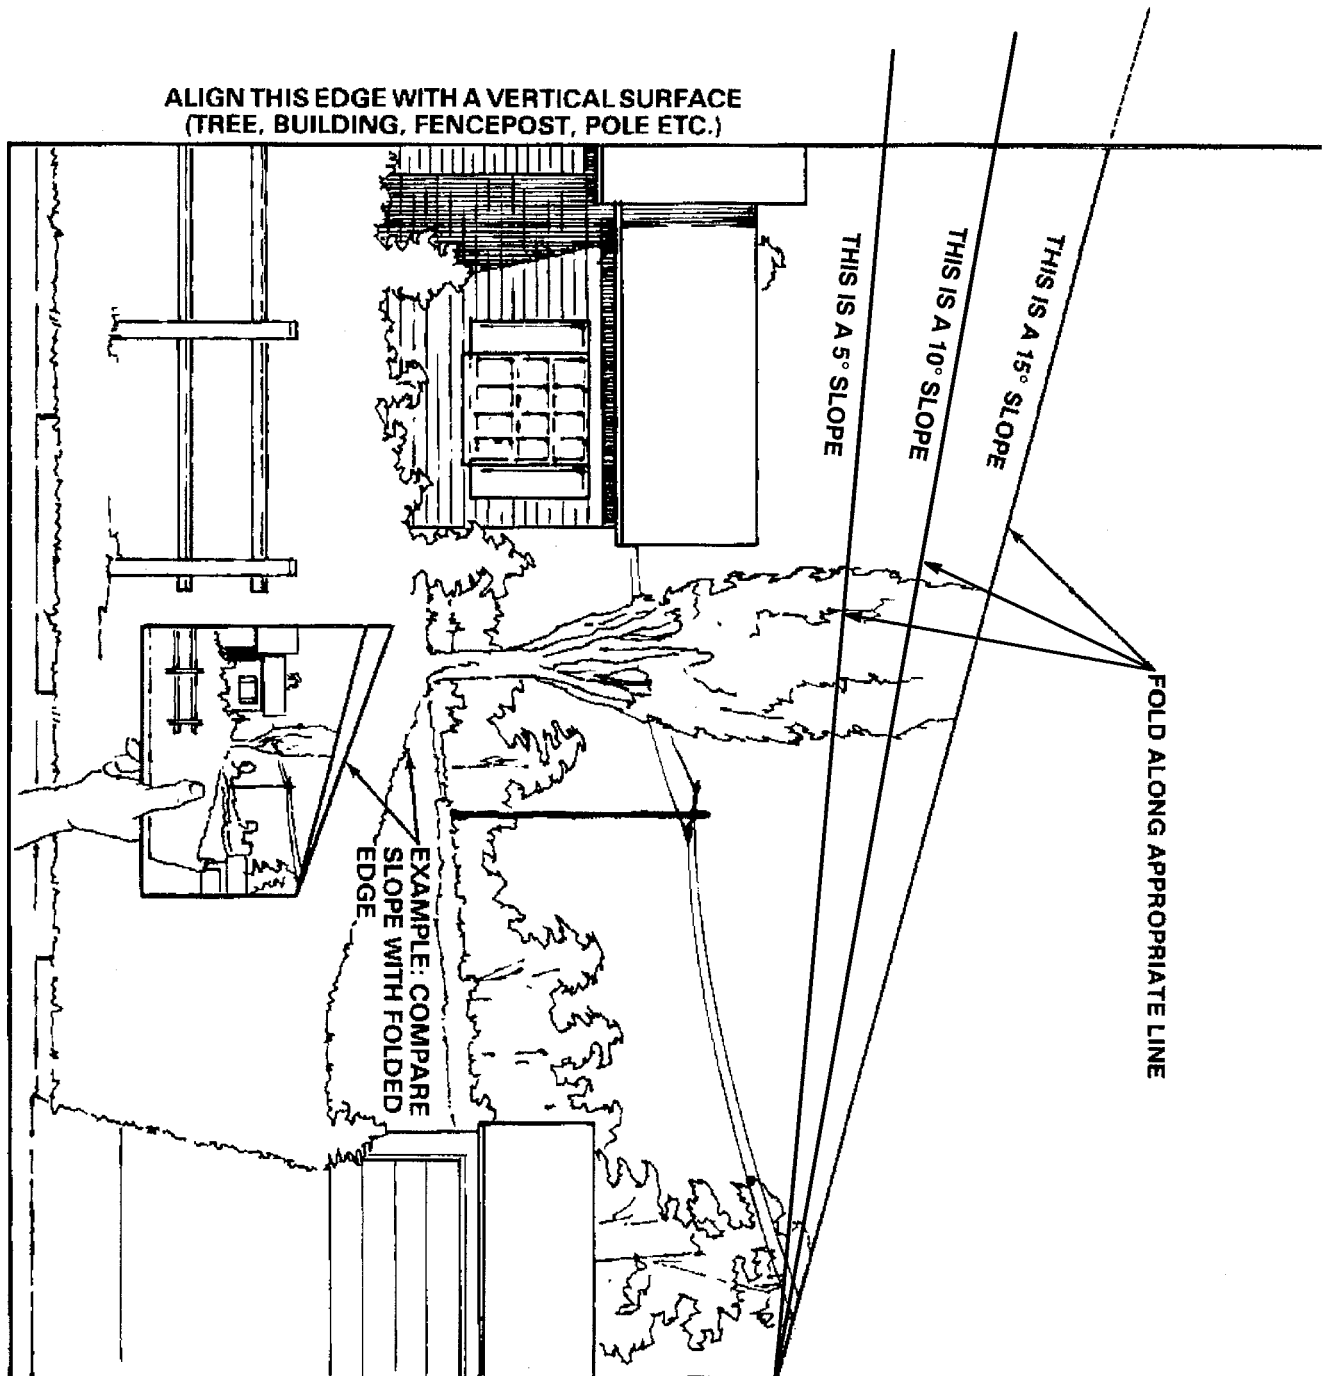 ALIGN THIS EDGE WITH A VERTICAL SURFACE
(TREE, BUILDING, FENCEPOST, POLE ETC.)
THIS IS A 5° SLOPE
THIS IS A 10° SLOPE
THIS IS A 15° SLOPE
FOLD ALONG APPROPRIATE LINE
EXAMPLE: COMPARE
SLOPE WITH FOLDED
EDGE